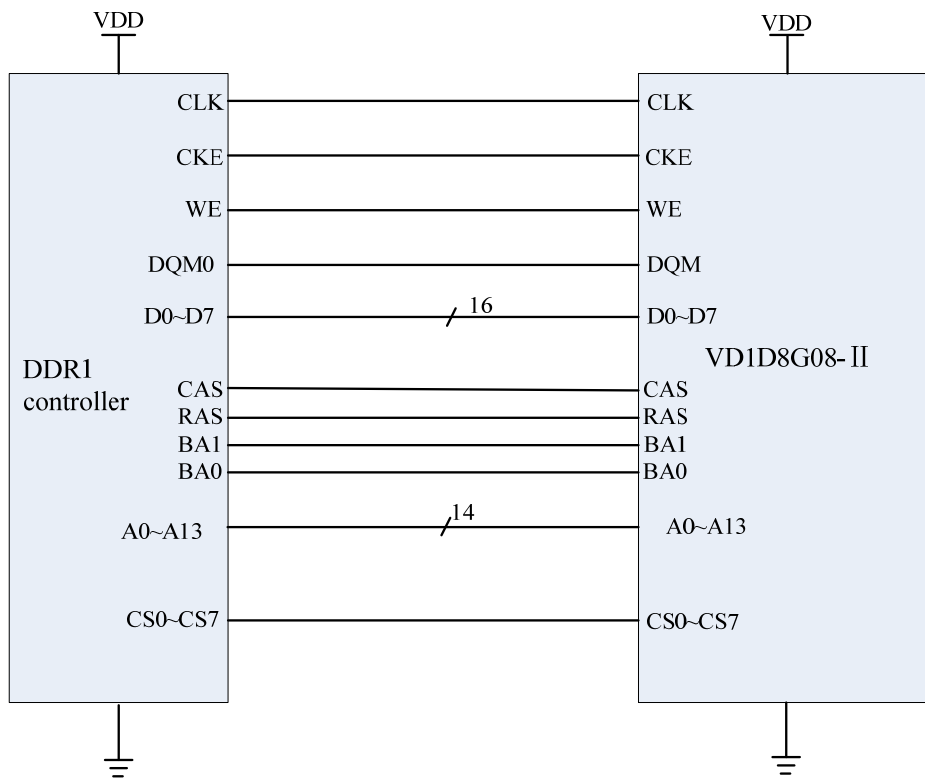 VDD
VDD
CLK
CLK
CKE
CKE
WE
WE
DQM0
DQM
D0~D7
16
D0~D7
DDR1
controller
VD1D8G08-Ⅱ
CAS
CAS
RAS
RAS
BA1
BA1
BA0
BA0
A0~A13
14
A0~A13
CS0~CS7
CS0~CS7